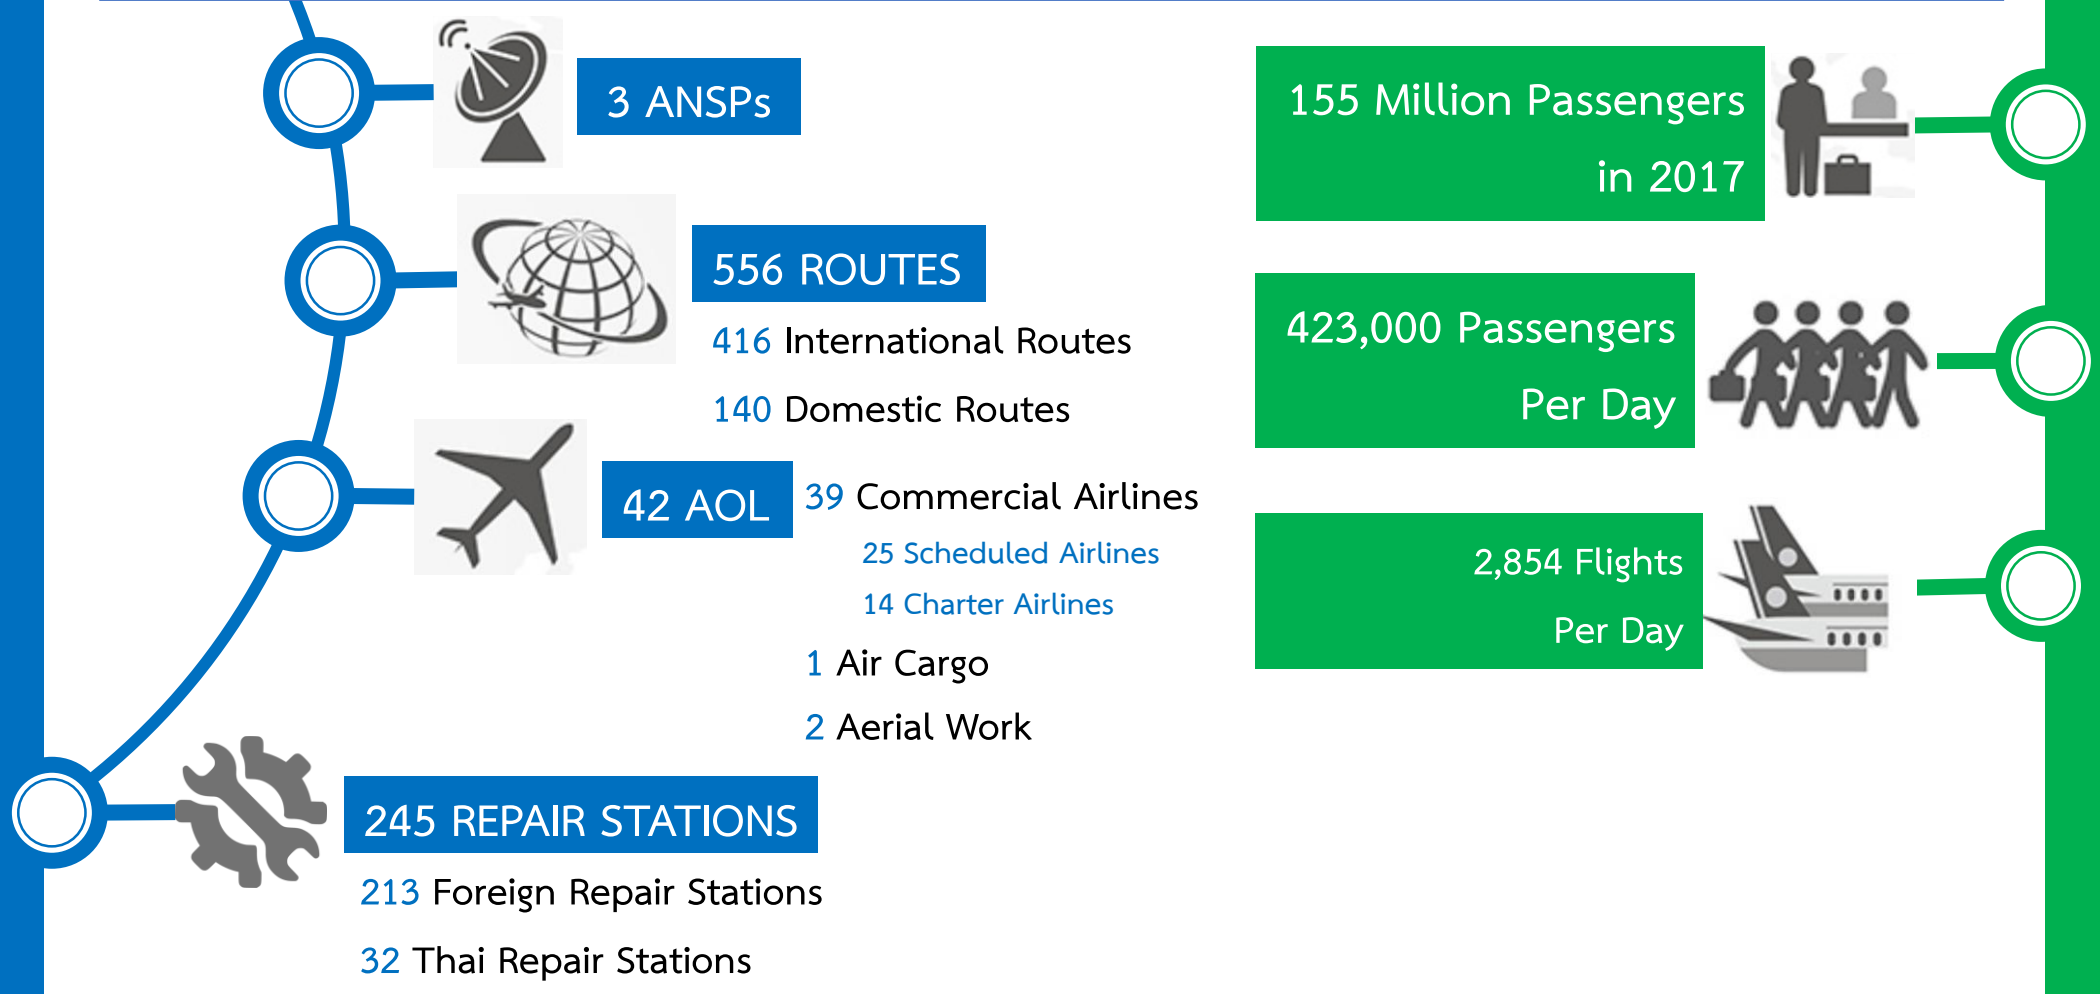 3 ANSPs
556 ROUTES
416 International Routes
140 Domestic Routes
42 AOL
39 Commercial Airlines
25 Scheduled Airlines
14 Charter Airlines
1 Air Cargo
2 Aerial Work
245 REPAIR STATIONS
213 Foreign Repair Stations
32 Thai Repair Stations
155 Million Passengers
in 2017
423,000 Passengers
Per Day
2,854 Flights
Per Day